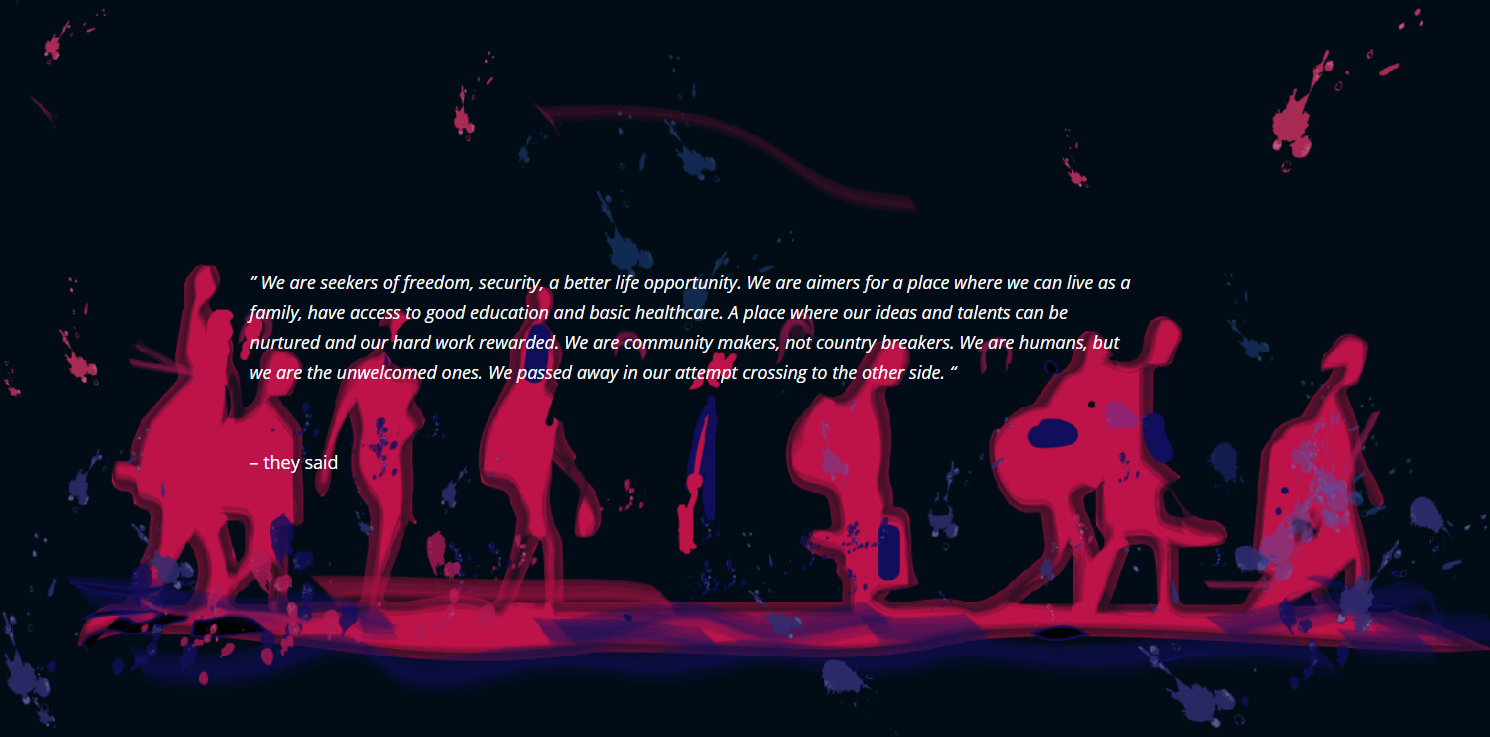 ” We are seekers of freedom, security, a better life opportunity. We are aimers for a place where we can live as a
family, have access to good education and basic healthcare. A place where our ideas and talents can be
nurtured and our hard work rewarded. We are community makers, not country breakers. We are humans, but
we are the unwelcomed ones. We passed away in our attempt crossing to the other side. “
– they said